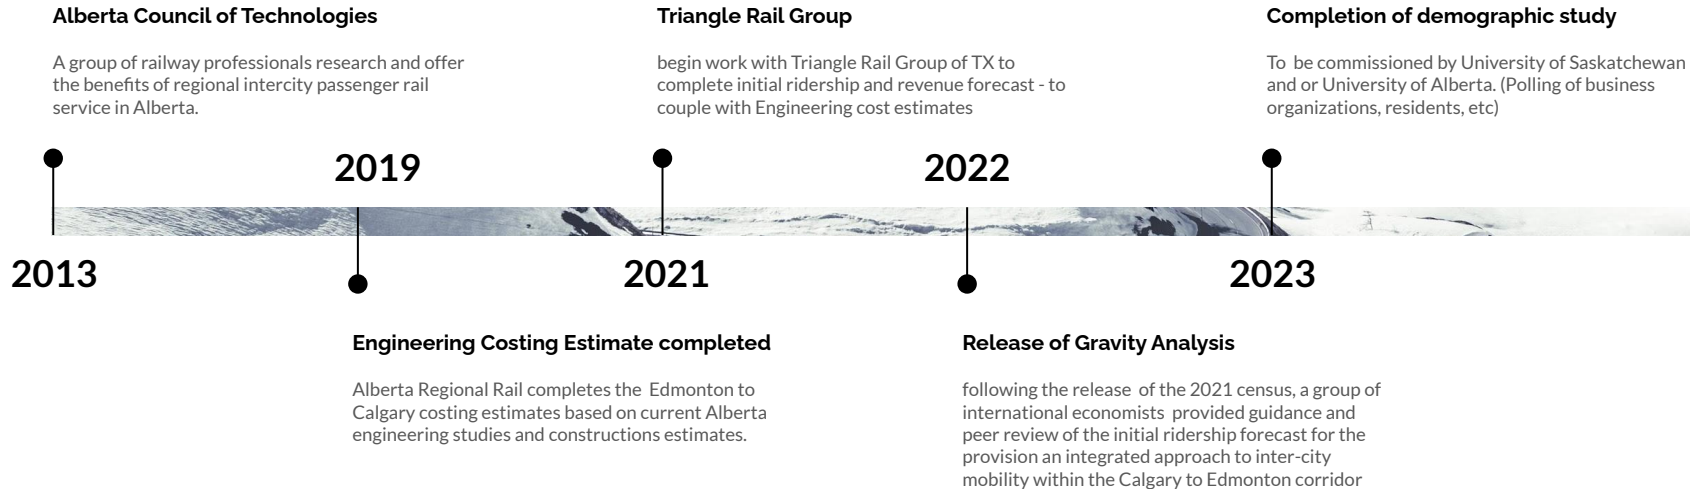 Alberta Council of Technologies
A group of railway professionals research and offer
the benefits of regional intercity passenger rail
service in Alberta.
2013
2019
Engineering Costing Estimate completed
Alberta Regional Rail completes the  Edmonton to
Calgary costing estimates based on current Alberta
engineering studies and constructions estimates.
Triangle Rail Group
begin work with Triangle Rail Group of TX to
complete initial ridership and revenue forecast - to
couple with Engineering cost estimates
2021
2022
Release of Gravity Analysis
following the release  of the 2021 census, a group of
international economists  provided guidance and
peer review of the initial ridership forecast for the
provision an integrated approach to inter-city
mobility within the Calgary to Edmonton corridor
Completion of demographic study
To  be commissioned by University of Saskatchewan
and or University of Alberta. (Polling of business
organizations, residents, etc)
2023